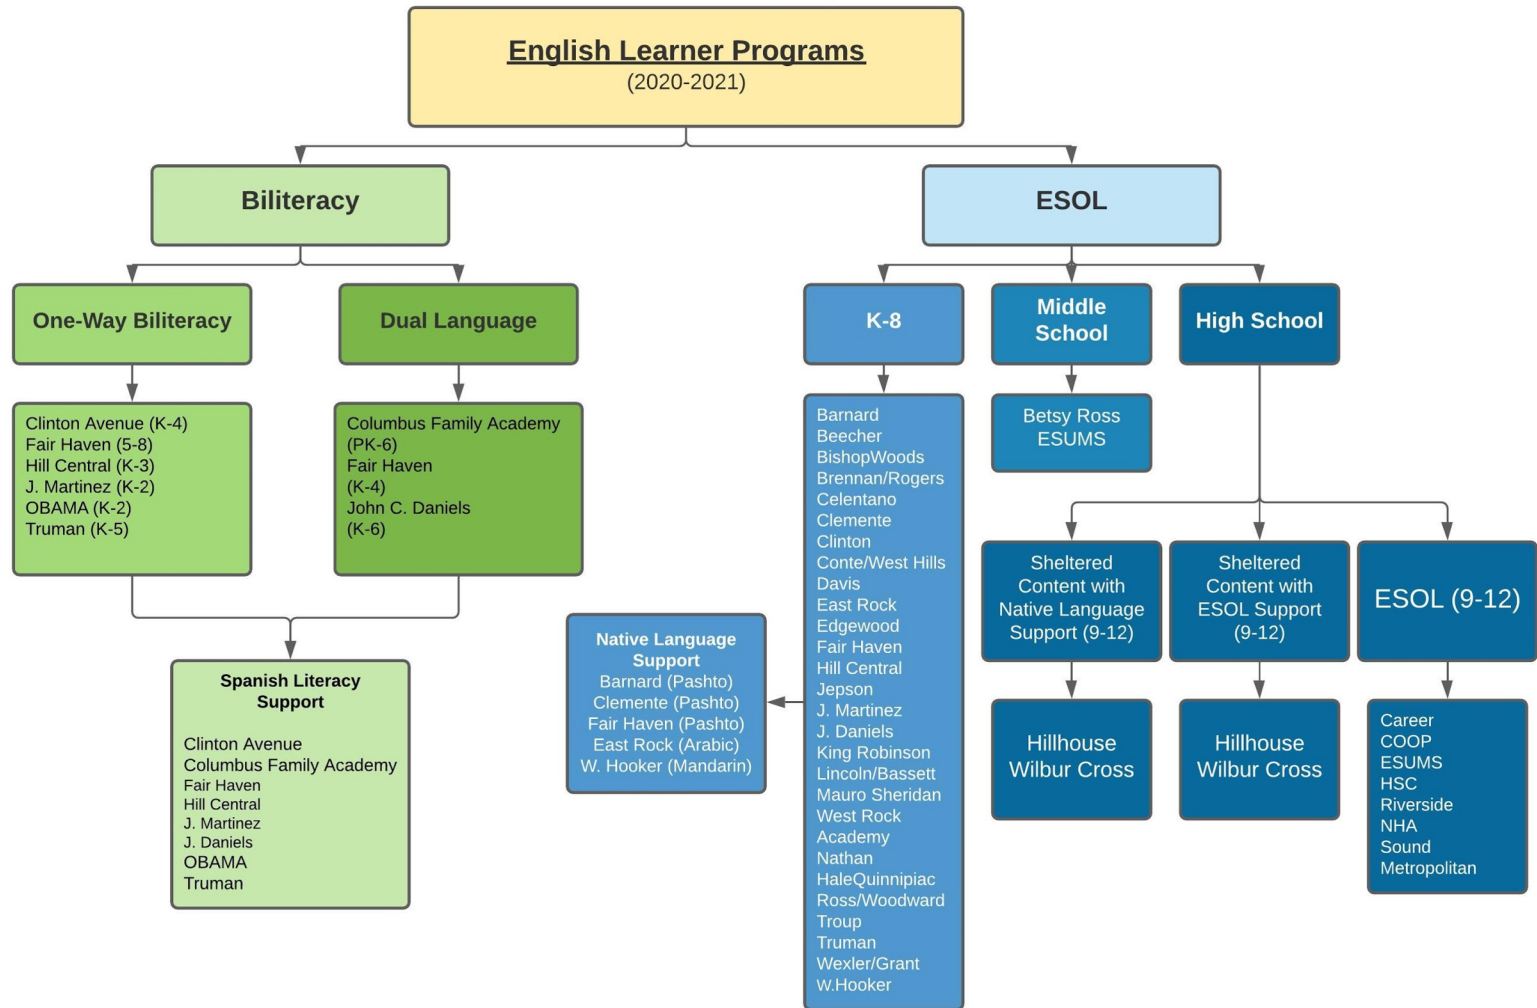 English Learner Programs
(2020-2021)
Biliteracy
ESOL
One-Way Biliteracy
Dual Language
K-8
Middle
School
High School
Clinton Avenue (K-4)
Fair Haven (5-8)
Hill Central (K-3)
J. Martinez (K-2)
OBAMA (K-2)
Truman (K-5)
Columbus Family Academy
(PK-6)
Fair Haven
(K-4)
John C. Daniels
(K-6)
Spanish Literacy
Support
Clinton Avenue
Columbus Family Academy
Fair Haven
Hill Central
J. Martinez
J. Daniels
OBAMA
Truman
Native Language
Support
Barnard (Pashto)
Clemente (Pashto)
Fair Haven (Pashto)
East Rock (Arabic)
W. Hooker (Mandarin)
Barnard
Beecher
BishopWoods
Brennan/Rogers
Celentano
Clemente
Clinton
Conte/West Hills
Davis
East Rock
Edgewood
Fair Haven
Hill Central
Jepson
J. Martinez
J. Daniels
King Robinson
Lincoln/Bassett
Mauro Sheridan
West Rock
Academy
Nathan
HaleQuinnipiac
Ross/Woodward
Troup
Truman
Wexler/Grant
W.Hooker
Betsy Ross
ESUMS
Sheltered
Content with
Native Language
Support (9-12)
Sheltered
Content with
ESOL Support
(9-12)
ESOL (9-12)
Hillhouse
Wilbur Cross
Hillhouse
Wilbur Cross
Career
COOP
ESUMS
HSC
Riverside
NHA
Sound
Metropolitan